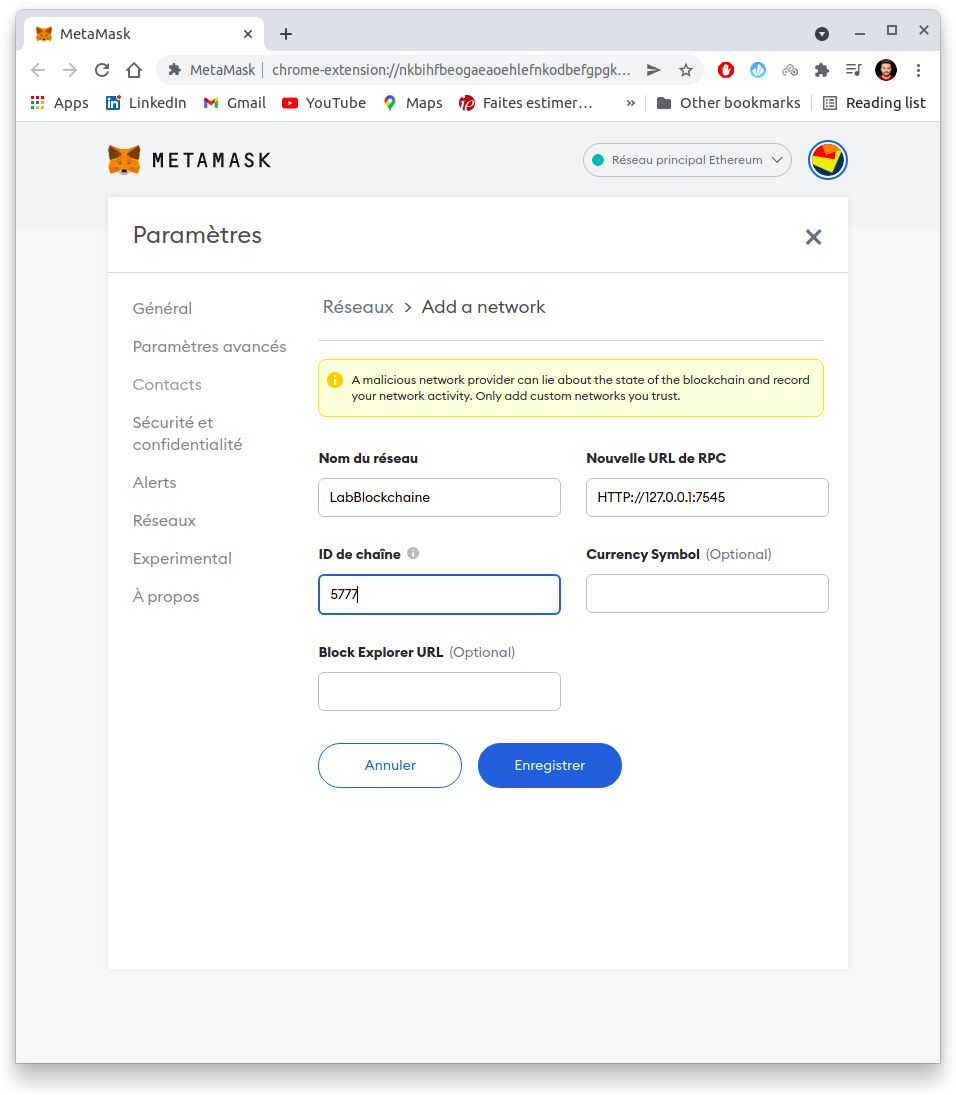 MetaMask
MetaMask chrome-extension://nkbihfbeogaeaoehlefnkodbefgpgk...
Apps LinkedIn Gmail YouTube Maps Faites estimer... » Other bookmarks Reading list
METAMASK Réseau principal Ethereum
Paramètres
Général
Paramètres avancés
Contacts
Sécurité et
confidentialité
Alerts
Réseaux
Experimental
À propos
Réseaux > Add a network
A malicious network provider can lie about the state of the blockchain and record
your network activity. Only add custom networks you trust.
Nom du réseau Nouvelle URL de RPC
LabBlockchaine HTTP://127.0.0.1:7545
ID de chaîne Currency Symbol (Optional)
5777
Block Explorer URL (Optional)
Annuler Enregistrer